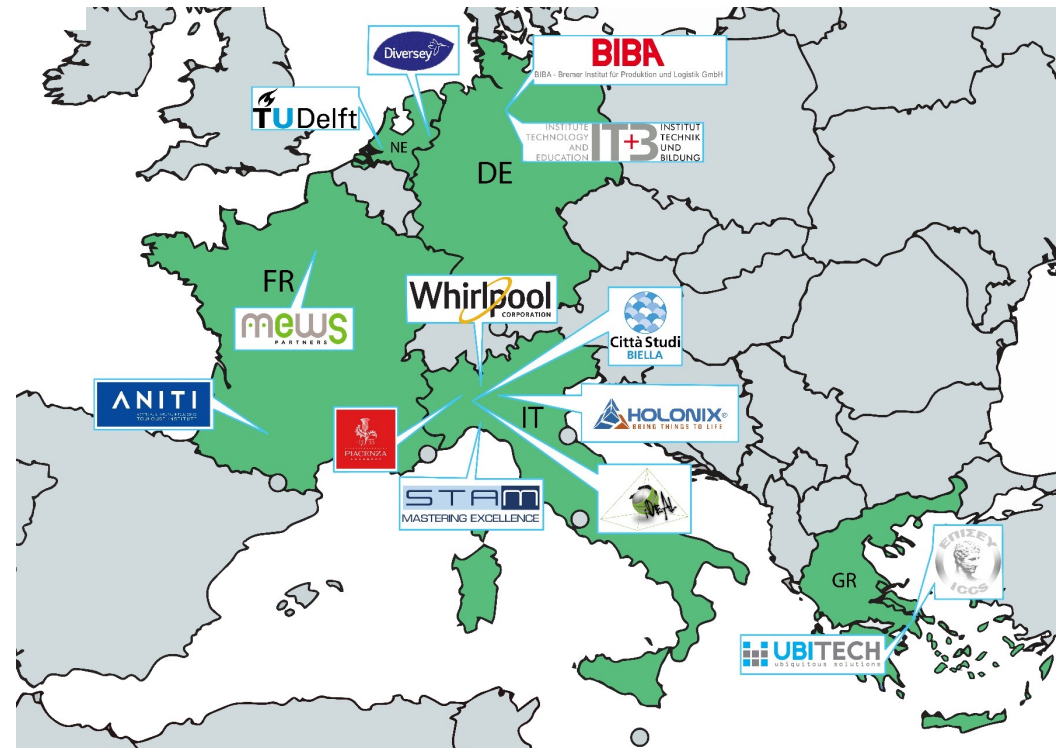 Diversey
BIBA
BIBA - Bremer Institut für Produktion und Logistik GmbH
TUDelft
INSTITUTE
TECHNOLOGY
AND
EDUCATION
IT+B
INSTITUT
TECHNIK
UND
BILDUNG
NE
DE
FR
mews
PARTNERS
Whirlpool
CORPORATION
Città Studi
BIELLA
ANITI
PIACENZA
IT
HOLONIX®
BRING THINGS TO LIFE
STAM
MASTERING EXCELLENCE
iDEAL
ΕΠΙΣΕΥ
ICCS
GR
UBITECH
ubiquitous solutions